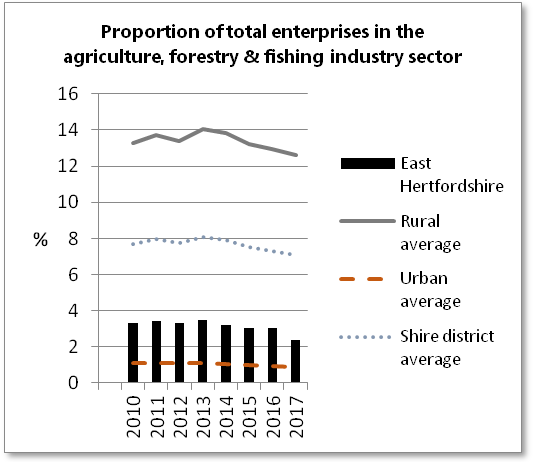 Proportion of total enterprises in the
agriculture, forestry & fishing industry sector
16
14
12
10
8
6
4
2
0
%
2010
2011
2012
2013
2014
2015
2016
2017
East
Hertfordshire
Rural
average
Urban
average
Shire district
average